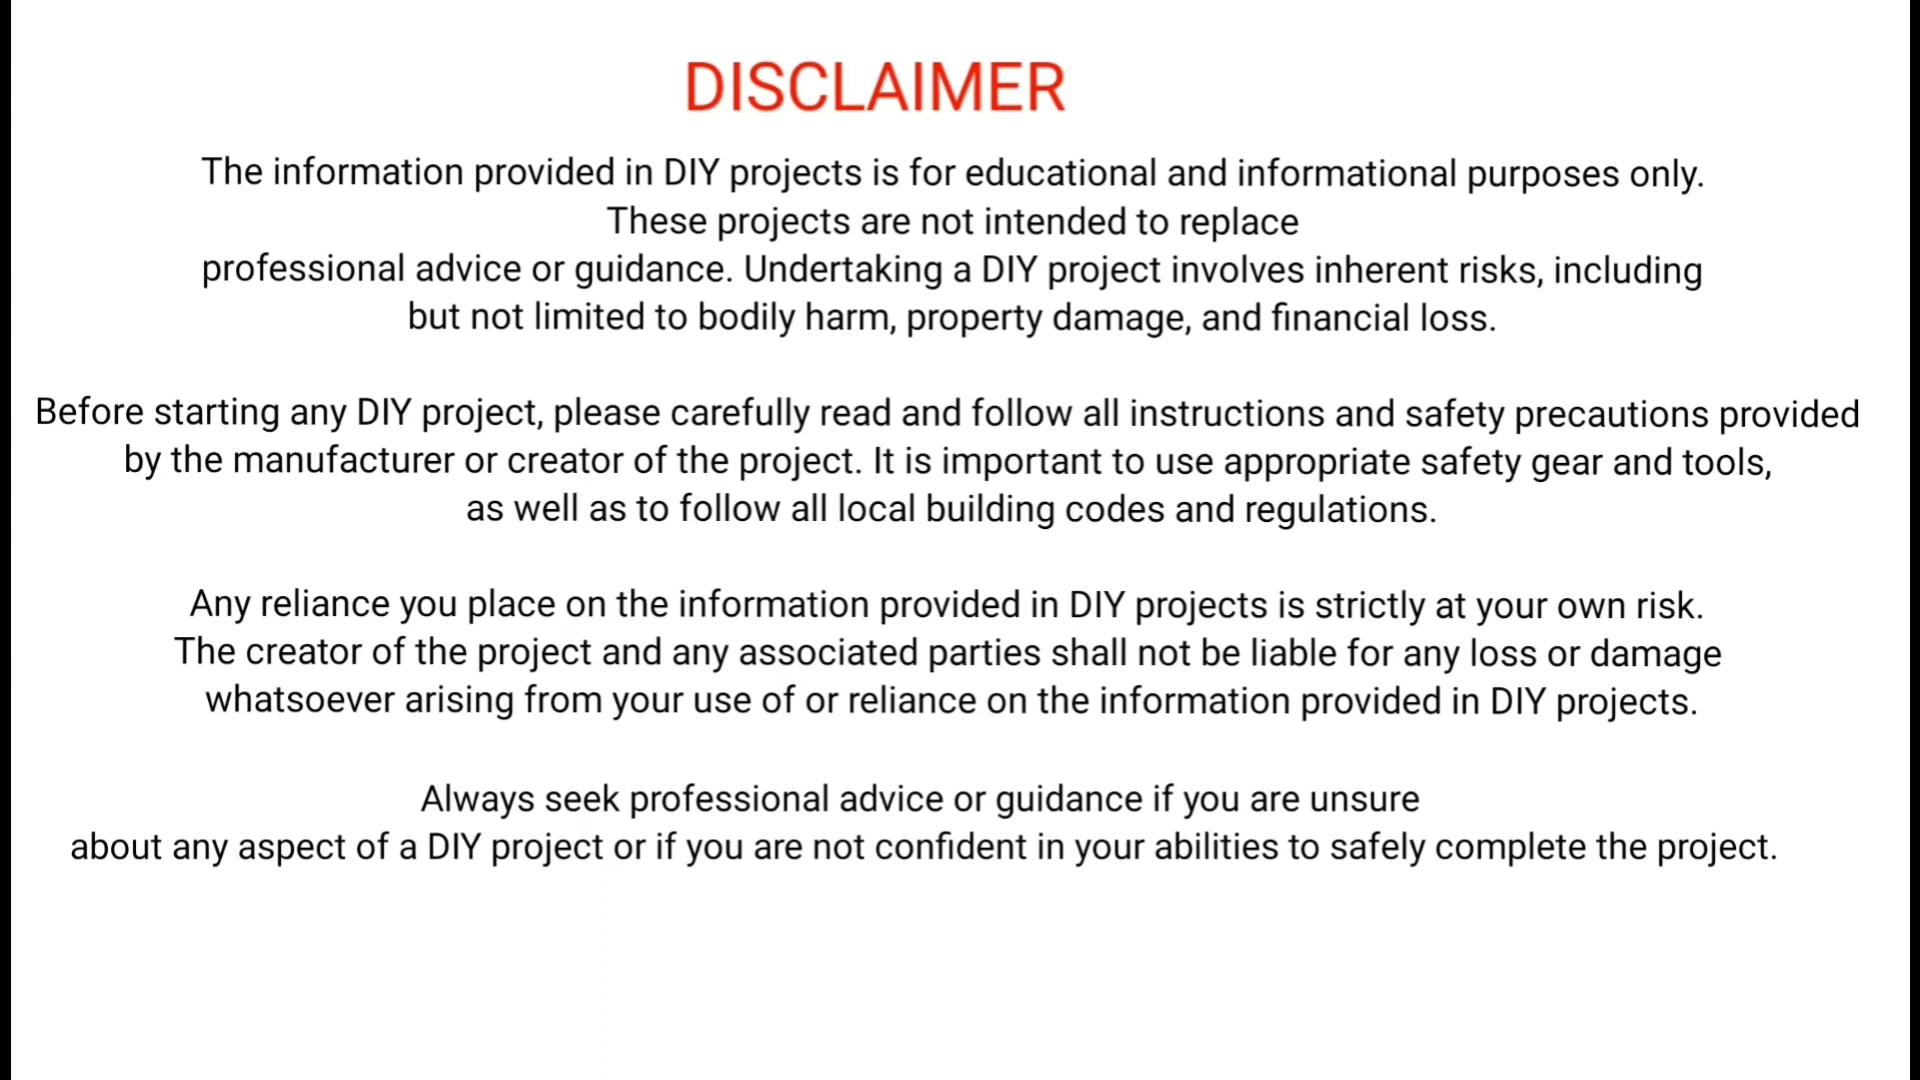 DISCLAIMER
The information provided in DIY projects is for educational and informational purposes only.
These projects are not intended to replace
professional advice or guidance. Undertaking a DIY project involves inherent risks, including
but not limited to bodily harm, property damage, and financial loss.
Before starting any DIY project, please carefully read and follow all instructions and safety precautions provided
by the manufacturer or creator of the project. It is important to use appropriate safety gear and tools,
as well as to follow all local building codes and regulations.
Any reliance you place on the information provided in DIY projects is strictly at your own risk.
The creator of the project and any associated parties shall not be liable for any loss or damage
whatsoever arising from your use of or reliance on the information provided in DIY projects.
Always seek professional advice or guidance if you are unsure
about any aspect of a DIY project or if you are not confident in your abilities to safely complete the project.